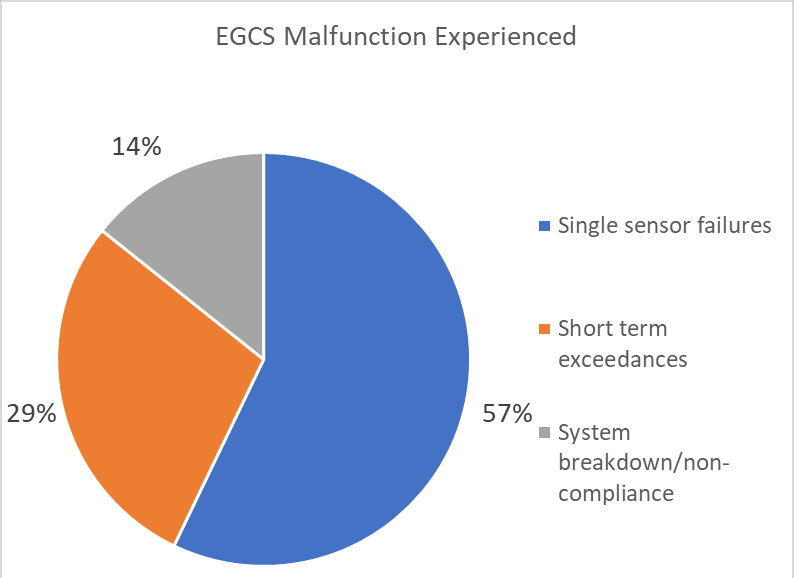 EGCS Malfunction Experienced
14%
Single sensor failures
Short term
exceedances
29%
57%
System
breakdown/non-
compliance